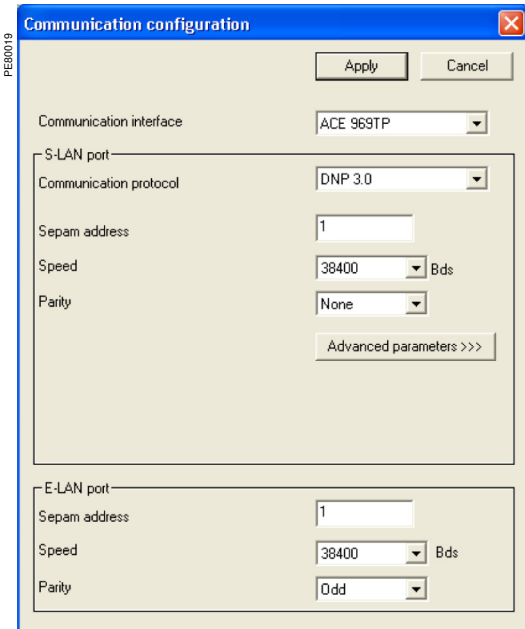 PE80019
Communication configuration
Apply Cancel
Communication interface ACE 969TP
S-LAN port
Communication protocol DNP 3.0
Sepam address 1
Speed 38400 Bds
Parity None
Advanced parameters >>>
E-LAN port
Sepam address 1
Speed 38400 Bds
Parity Odd